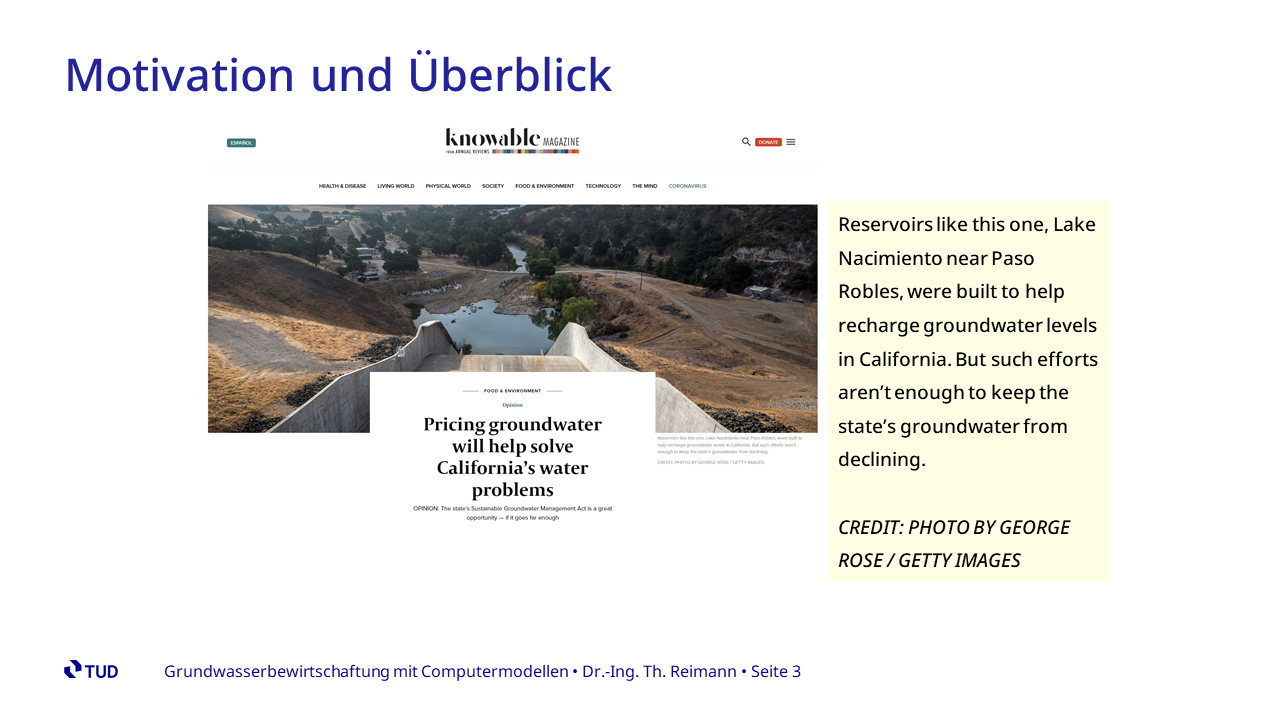 Motivation und Überblick
ESPAÑOL
knowable MAGAZINE
FROM ANNUAL REVIEWS
DONATE
HEALTH & DISEASE LIVING WORLD PHYSICAL WORLD SOCIETY FOOD & ENVIRONMENT TECHNOLOGY THE MIND CORONAVIRUS
FOOD & ENVIRONMENT
Opinion
Pricing groundwater
will help solve
California’s water
problems
OPINION: The state’s Sustainable Groundwater Management Act is a great
opportunity — if it goes far enough
Reservoirs like this one, Lake Nacimiento near Paso Robles, were built to
help recharge groundwater levels in California. But such efforts aren’t
enough to keep the state’s groundwater from declining.
CREDIT: PHOTO BY GEORGE ROSE / GETTY IMAGES
Reservoirs like this one, Lake
Nacimiento near Paso
Robles, were built to help
recharge groundwater levels
in California. But such efforts
aren’t enough to keep the
state’s groundwater from
declining.
CREDIT: PHOTO BY GEORGE
ROSE / GETTY IMAGES
TUD
Grundwasserbewirtschaftung mit Computermodellen • Dr.-Ing. Th. Reimann • Seite 3